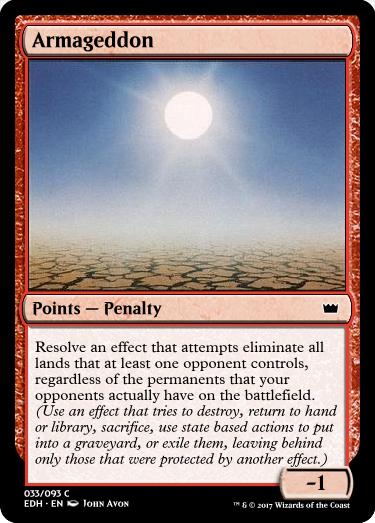 Armageddon
Points — Penalty
Resolve an effect that attempts eliminate all
lands that at least one opponent controls,
regardless of the permanents that your
opponents actually have on the battlefield.
(Use an effect that tries to destroy, return to hand
or library, sacrifice, use state based actions to put
into a graveyard, or exile them, leaving behind
only those that were protected by another effect.)
–1
033/093 C
EDH • EN John Avon
™ & © 2017 Wizards of the Coast